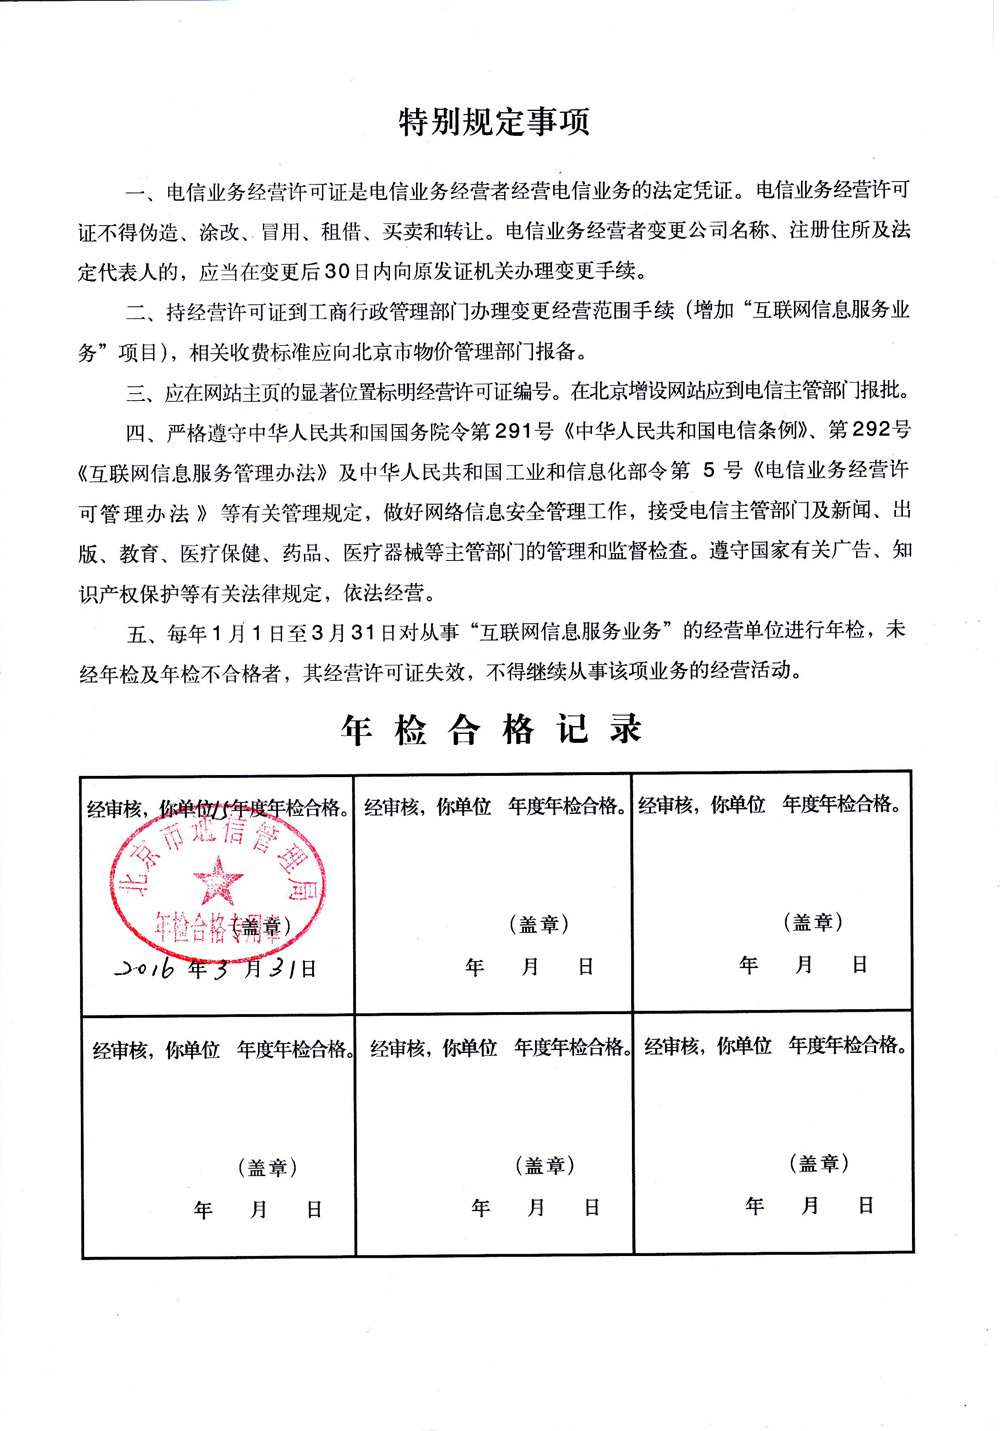 特别规定事项
一、电信业务经营许可证是电信业务经营者经营电信业务的法定凭证。电信业务经营许可
证不得伪造、涂改、冒用、租借、买卖和转让。电信业务经营者变更公司名称、注册住所及法
定代表人的，应当在变更后30日内向原发证机关办理变更手续。
二、持经营许可证到工商行政管理部门办理变更经营范围手续（增加“互联网信息服务业
务”项目），相关收费标准应向北京市物价管理部门报备。
三、应在网站主页的显著位置标明经营许可证编号。在北京增设网站应到电信主管部门报批。
四、严格遵守中华人民共和国国务院令第291号《中华人民共和国电信条例》、第292号
《互联网信息服务管理办法》及中华人民共和国工业和信息化部令第 5 号《电信业务经营许
可管理办法 》 等有关管理规定，做好网络信息安全管理工作，接受电信主管部门及新闻、出
版、教育、医疗保健、药品、医疗器械等主管部门的管理和监督检查。遵守国家有关广告、知
识产权保护等有关法律规定，依法经营。
五、每年1月1日至3月31日对从事“互联网信息服务业务”的经营单位进行年检，未
经年检及年检不合格者，其经营许可证失效，不得继续从事该项业务的经营活动。
年检合格记录
经审核，你单位15年度年检合格。
北京市通信管理局
年检合格专用章
（盖章）
2016 年 3 月 31日
经审核，你单位 年度年检合格。
（盖章）
年 月 日
经审核，你单位 年度年检合格。
（盖章）
年 月 日
经审核，你单位 年度年检合格。
（盖章）
年 月 日
经审核，你单位 年度年检合格。
（盖章）
年 月 日
经审核，你单位 年度年检合格。
（盖章）
年 月 日